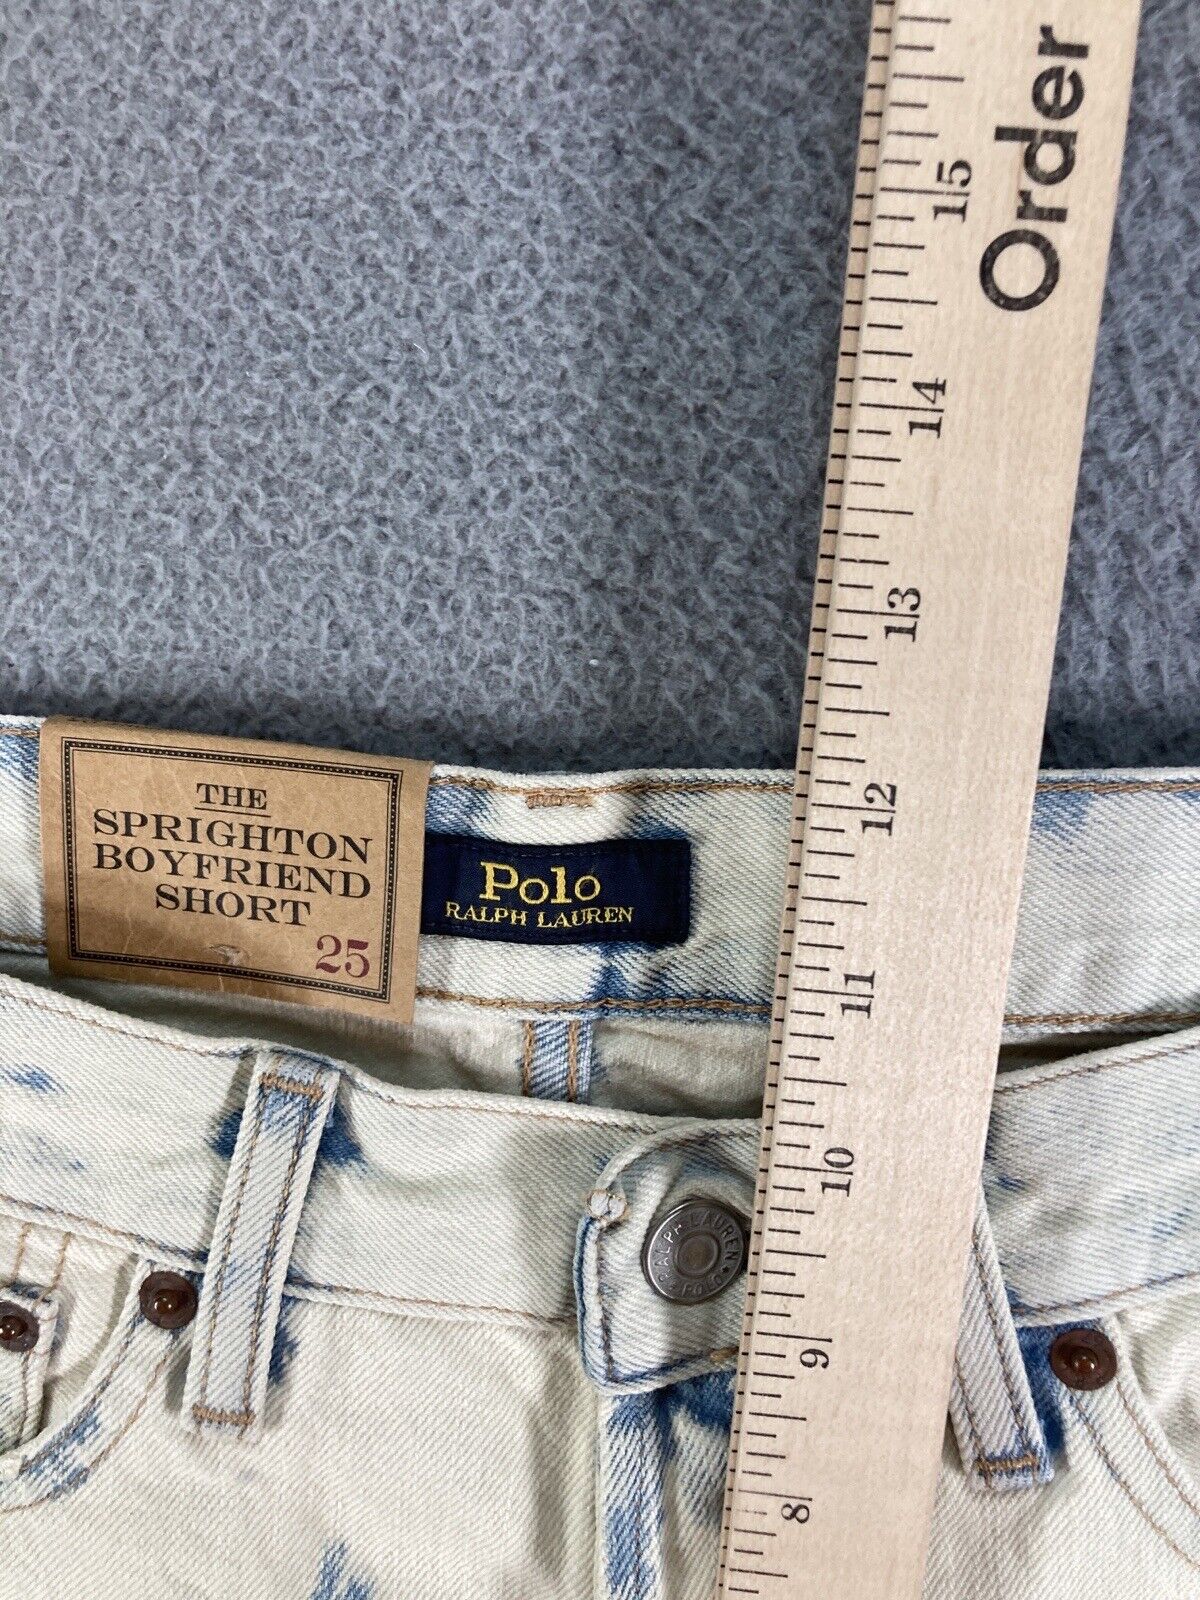 Order
15
14
13
12
11
10
9
8
THE
SPRIGHTON
BOYFRIEND
SHORT
25
Polo
RALPH LAUREN
RALPH LAUREN
POLO